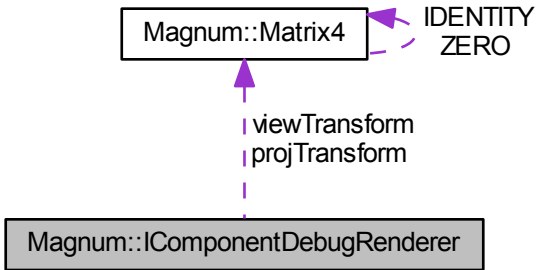 Magnum::Matrix4
IDENTITY
ZERO
viewTransform
projTransform
Magnum::IComponentDebugRenderer